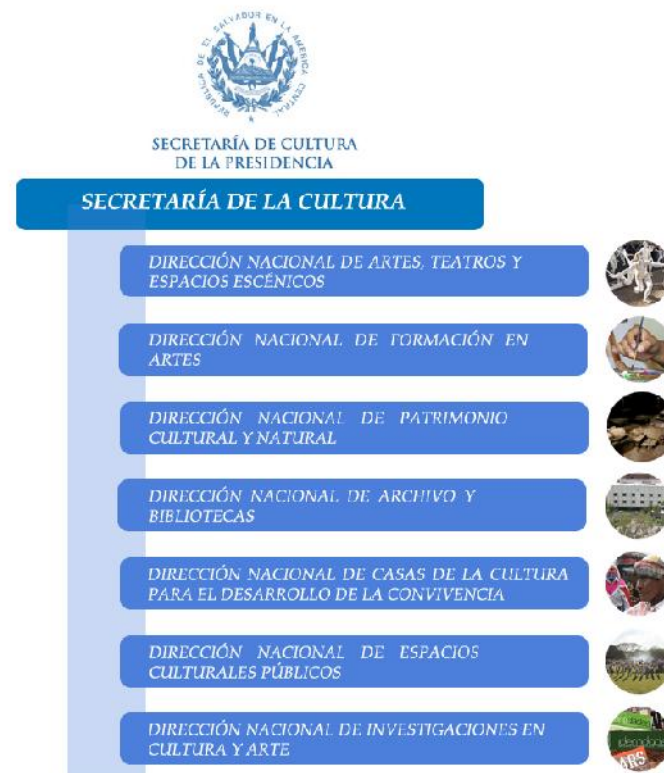 REPÚBLICA DE EL SALVADOR EN LA AMÉRICA CENTRAL
SECRETARÍA DE CULTURA
DE LA PRESIDENCIA
SECRETARÍA DE LA CULTURA
DIRECCIÓN NACIONAL DE ARTES, TEATROS Y
ESPACIOS ESCÉNICOS
DIRECCIÓN NACIONAL DE FORMACIÓN EN
ARTES
DIRECCIÓN NACIONAL DE PATRIMONIO
CULTURAL Y NATURAL
DIRECCIÓN NACIONAL DE ARCHIVO Y
BIBLIOTECAS
DIRECCIÓN NACIONAL DE CASAS DE LA CULTURA
PARA EL DESARROLLO DE LA CONVIVENCIA
DIRECCIÓN NACIONAL DE ESPACIOS
CULTURALES PÚBLICOS
DIRECCIÓN NACIONAL DE INVESTIGACIONES EN
CULTURA Y ARTE
ARS